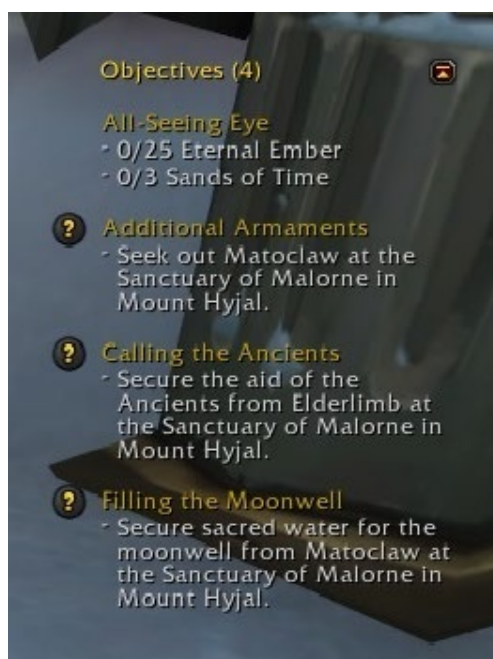 Objectives (4)
All-Seeing Eye
- 0/25 Eternal Ember
- 0/3 Sands of Time
? Additional Armaments
- Seek out Matoclaw at the
Sanctuary of Malorne in
Mount Hyjal.
? Calling the Ancients
- Secure the aid of the
Ancients from Elderlimb at
the Sanctuary of Malorne in
Mount Hyjal.
? Filling the Moonwell
- Secure sacred water for the
moonwell from Matoclaw at
the Sanctuary of Malorne in
Mount Hyjal.